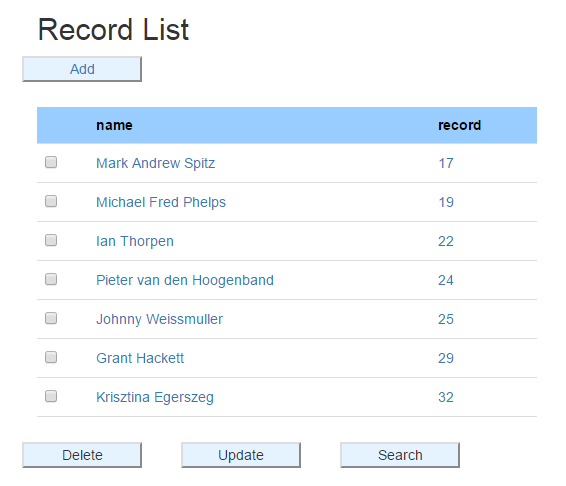 Record List
Add
name record
Mark Andrew Spitz 17
Michael Fred Phelps 19
Ian Thorpen 22
Pieter van den Hoogenband 24
Johnny Weissmuller 25
Grant Hackett 29
Krisztina Egerszeg 32
Delete Update Search